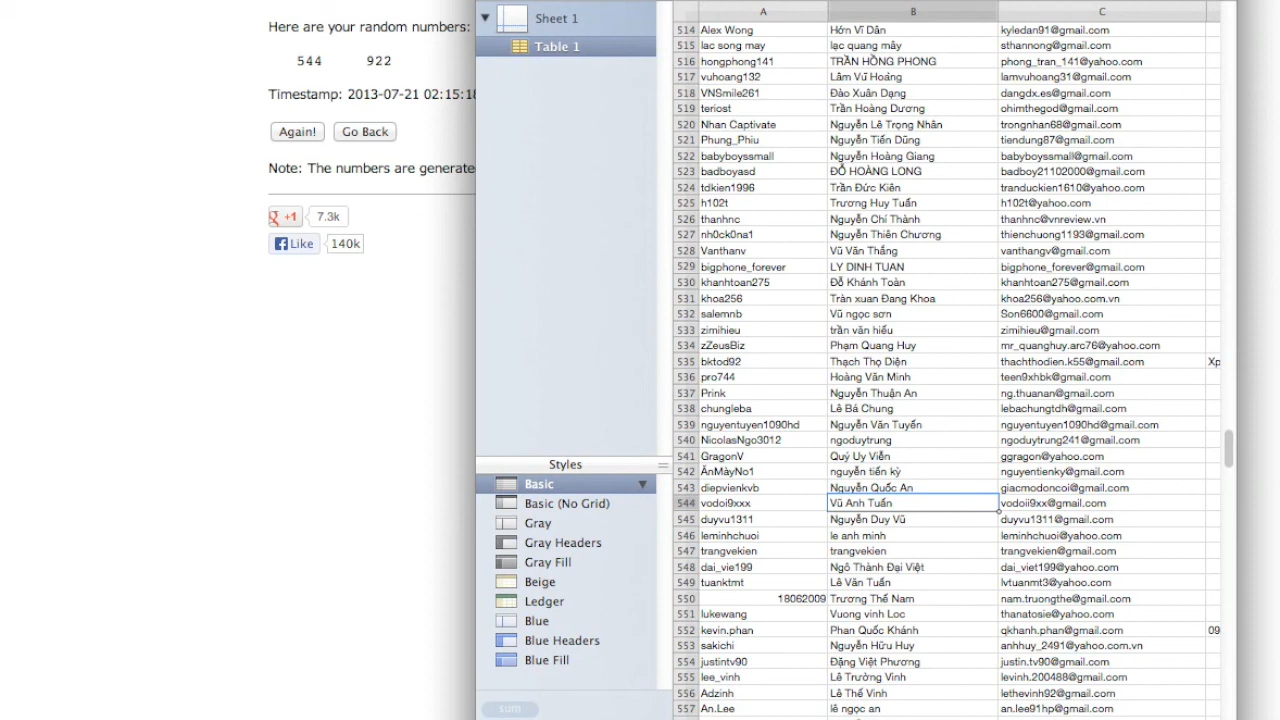 Here are your random numbers:
544 922
Timestamp: 2013-07-21 02:15:18
Again! Go Back
Note: The numbers are generate
+1 7.3k
Like 140k
Sheet 1
Table 1
Styles
Basic
Basic (No Grid)
Gray
Gray Headers
Gray Fill
Beige
Ledger
Blue
Blue Headers
Blue Fill
sum
A B C
514 Alex Wong Hớn Vĩ Dân kyledan91@gmail.com
515 lac song may lạc quang mây sthannong@gmail.com
516 hongphong141 TRẦN HỒNG PHONG phong_tran_141@yahoo.com
517 vuhoang132 Lâm Vũ Hoàng lamvuhoang31@gmail.com
518 VNSmile261 Đào Xuân Dạng dangdx.es@gmail.com
519 teriost Trần Hoàng Dương ohimthegod@gmail.com
520 Nhan Captivate Nguyễn Lê Trọng Nhân trongnhan68@gmail.com
521 Phung_Phiu Nguyễn Tiến Dũng tiendung87@gmail.com
522 babyboyssmall Nguyễn Hoàng Giang babyboyssmall@gmail.com
523 badboyasd ĐỖ HOÀNG LONG badboy21102000@gmail.com
524 tdkien1996 Trần Đức Kiên tranduckien1610@yahoo.com
525 h102t Trương Huy Tuấn h102t@yahoo.com
526 thanhnc Nguyễn Chí Thành thanhnc@vnreview.vn
527 nh0ck0na1 Nguyễn Thiên Chương thienchuong1193@gmail.com
528 Vanthanv Vũ Văn Thắng vanthangv@gmail.com
529 bigphone_forever LY DINH TUAN bigphone_forever@gmail.com
530 khanhtoan275 Đỗ Khánh Toàn khanhtoan275@gmail.com
531 khoa256 Tràn xuan Đang Khoa khoa256@yahoo.com.vn
532 salemnb Vũ ngọc sơn Son6600@gmail.com
533 zimihieu trần văn hiếu zimihieu@gmail.com
534 zZeusBiz Phạm Quang Huy mr_quanghuy.arc76@yahoo.com
535 bktod92 Thạch Thọ Diện thachthodien.k55@gmail.com Xp
536 pro744 Hoàng Văn Minh teen9xhbk@gmail.com
537 Prink Nguyễn Thuận An ng.thuanan@gmail.com
538 chungleba Lê Bá Chung lebachungtdh@gmail.com
539 nguyentuyen1090hd Nguyễn Văn Tuyến nguyentuyen1090hd@gmail.com
540 NicolasNgo3012 ngoduytrung ngoduytrung241@gmail.com
541 GragonV Quý Uy Viễn ggragon@yahoo.com
542 ĂnMàyNo1 nguyễn tiến kỳ nguyentienky@gmail.com
543 diepvienkvb Nguyễn Quốc An giacmodoncoi@gmail.com
544 vodoi9xxx Vũ Anh Tuấn vodoii9xx@gmail.com
545 duyvu1311 Nguyễn Duy Vũ duyvu1311@gmail.com
546 leminhchuoi le anh minh leminhchuoi@yahoo.com
547 trangvekien trangvekien trangvekien@gmail.com
548 dai_vie199 Ngô Thành Đại Việt dai_viet199@yahoo.com
549 tuanktmt Lê Văn Tuấn lvtuanmt3@yahoo.com
550 18062009 Trương Thế Nam nam.truongthe@gmail.com
551 lukewang Vuong vinh Loc thanatosie@yahoo.com
552 kevin.phan Phan Quốc Khánh qkhanh.phan@gmail.com 09
553 sakichi Nguyễn Hữu Huy anhhuy_2491@yahoo.com.vn
554 justintv90 Đặng Việt Phương justin.tv90@gmail.com
555 lee_vinh Lê Trường Vinh levinh.200488@gmail.com
556 Adzinh Lê Thế Vinh lethevinh92@gmail.com
557 An.Lee lê ngọc an an.lee91hp@gmail.com